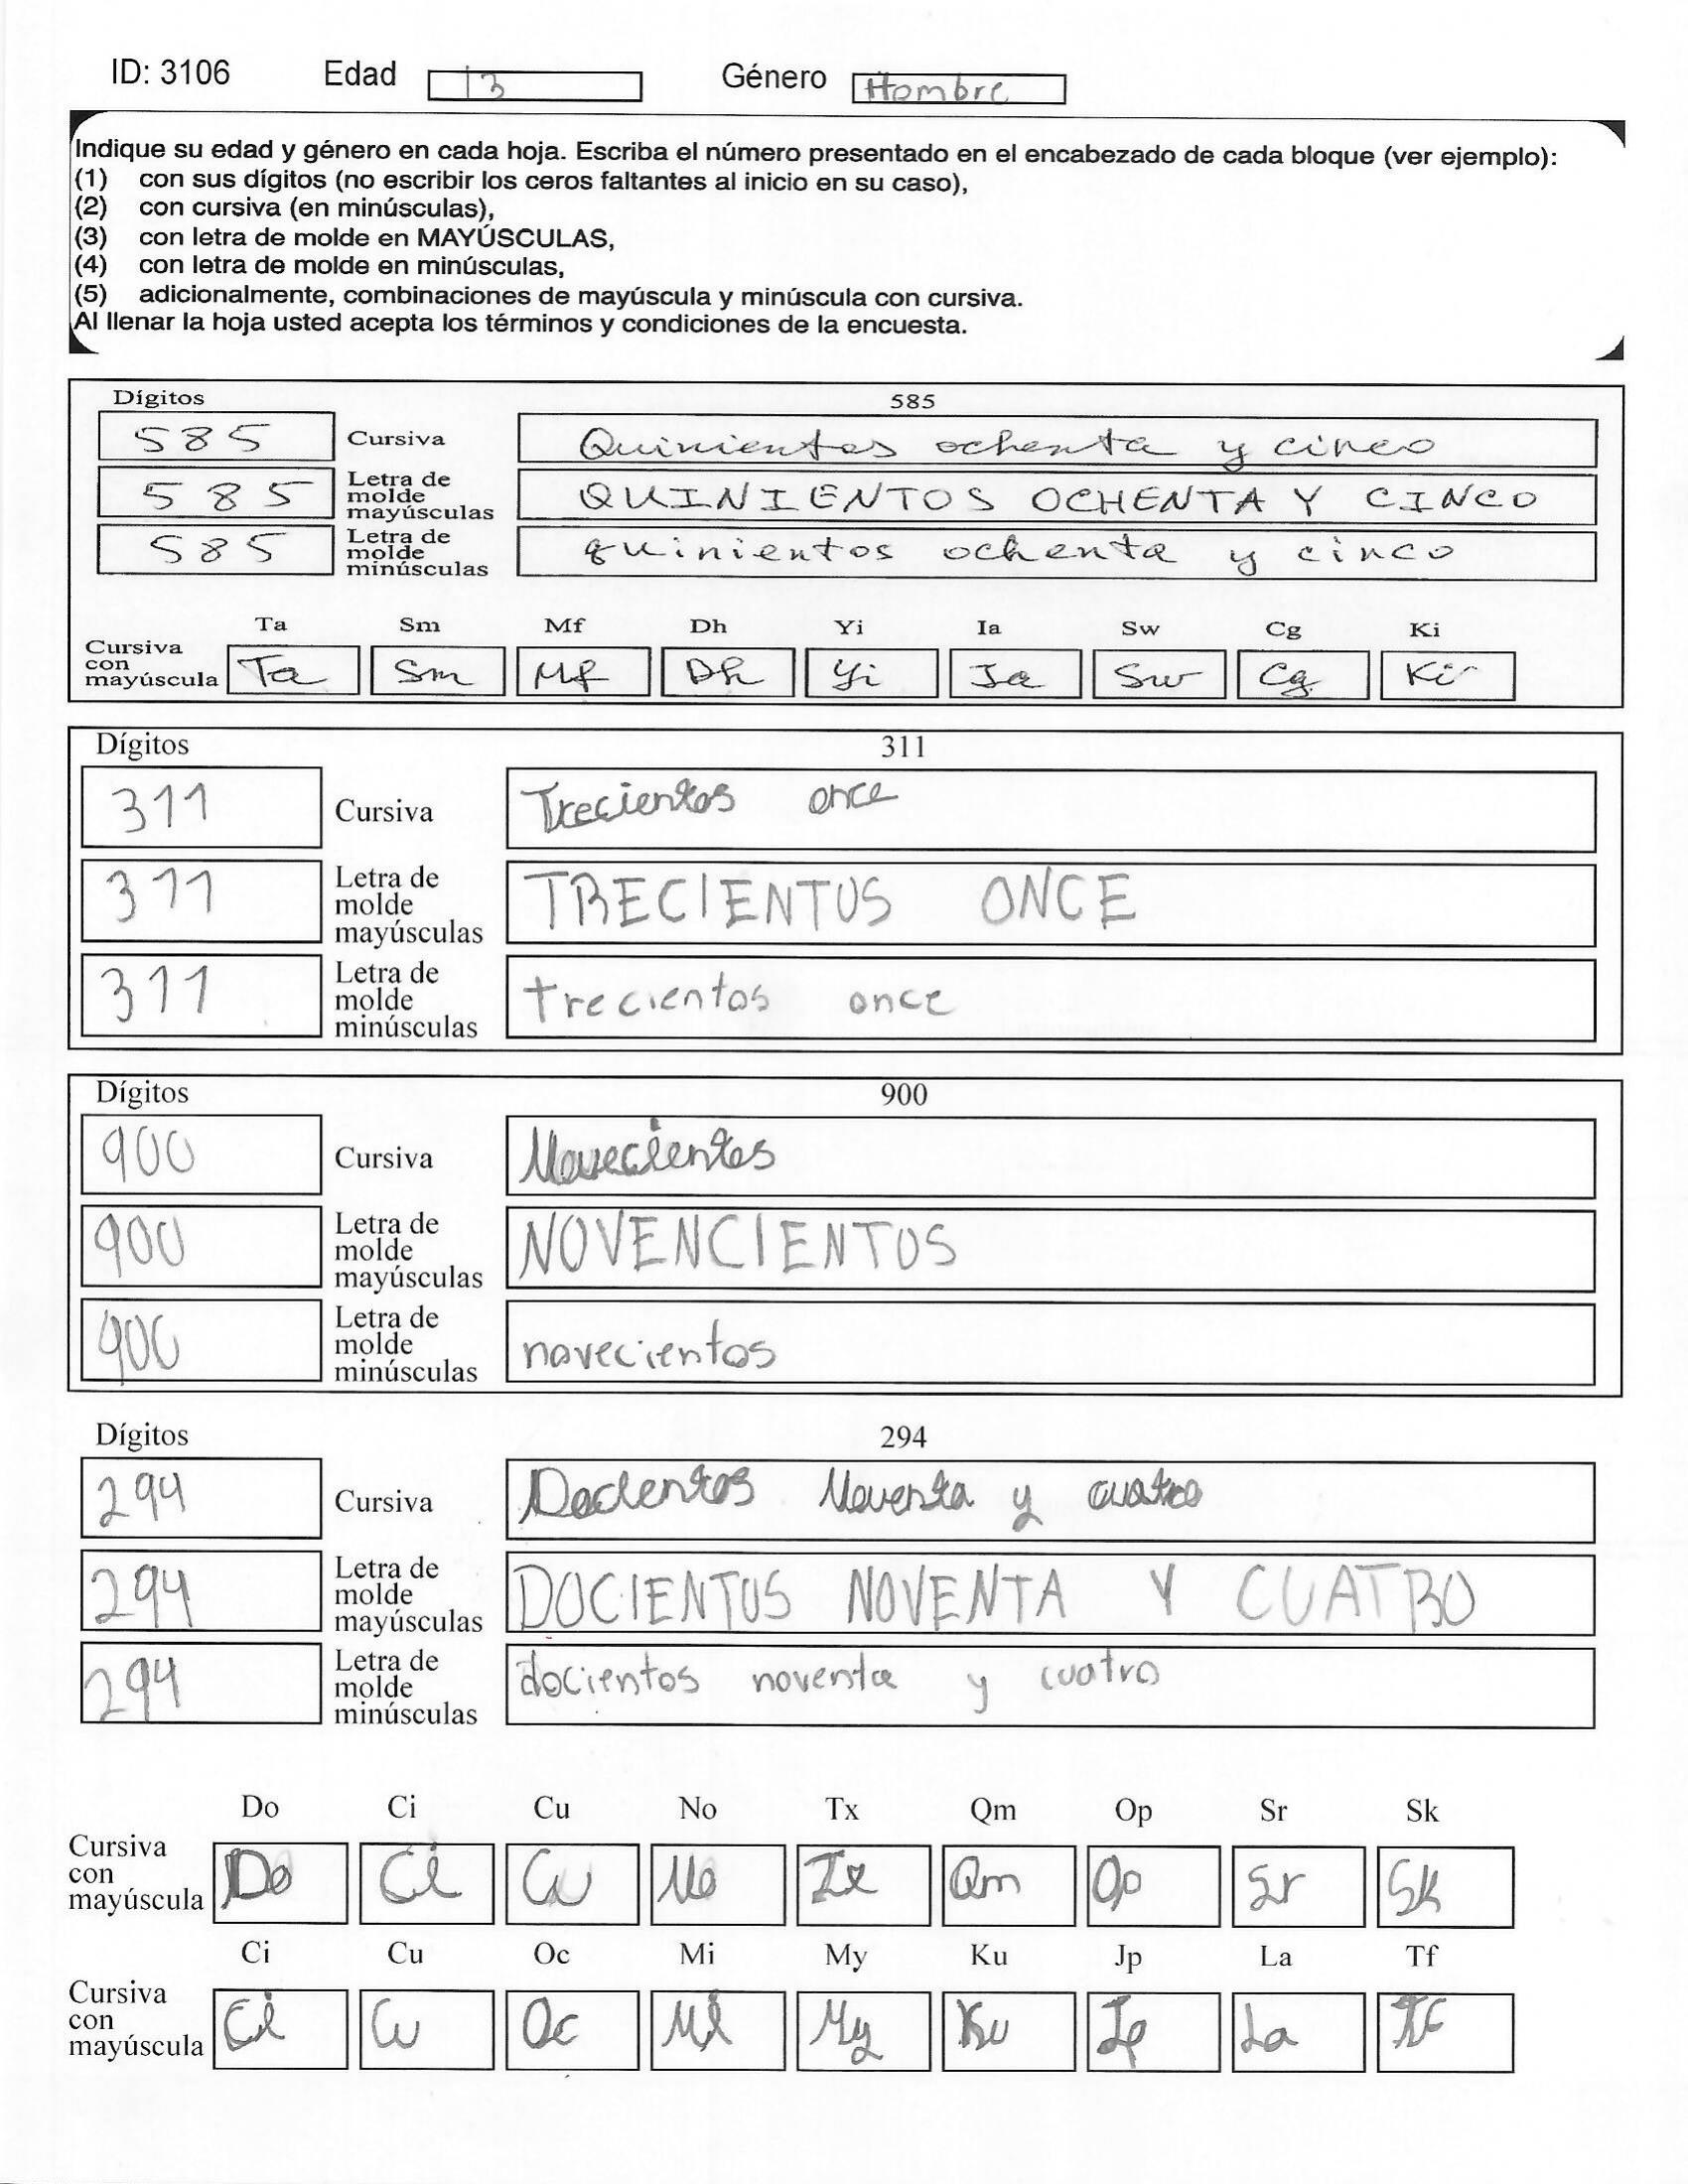 ID: 3106 Edad 13 Género Hombre
Indique su edad y género en cada hoja. Escriba el número presentado en el encabezado de cada bloque (ver ejemplo):
(1) con sus dígitos (no escribir los ceros faltantes al inicio en su caso),
(2) con cursiva (en minúsculas),
(3) con letra de molde en MAYÚSCULAS,
(4) con letra de molde en minúsculas,
(5) adicionalmente, combinaciones de mayúscula y minúscula con cursiva.
Al llenar la hoja usted acepta los términos y condiciones de la encuesta.
Dígitos 585
585 Cursiva Quinientos ochenta y cinco
585 Letra de molde mayúsculas QUINIENTOS OCHENTA Y CINCO
585 Letra de molde minúsculas quinientos ochenta y cinco
Ta Sm Mf Dh Yi Ia Sw Cg Ki
Cursiva con mayúscula Ta Sm Mf Dh Yi Ia Sw Cg Ki
Dígitos 311
311 Cursiva Trecientos once
311 Letra de molde mayúsculas TRECIENTOS ONCE
311 Letra de molde minúsculas trecientos once
Dígitos 900
900 Cursiva Novecientos
900 Letra de molde mayúsculas NOVENCIENTOS
900 Letra de molde minúsculas novecientos
Dígitos 294
294 Cursiva Docientos Noventa y cuatro
294 Letra de molde mayúsculas DOCIENTOS NOVENTA Y CUATRO
294 Letra de molde minúsculas docientos noventa y cuatro
Do Ci Cu No Tx Qm Op Sr Sk
Cursiva con mayúscula Do Ci Cu No Tx Qm Op Sr Sk
Ci Cu Oc Mi My Ku Jp La Tf
Cursiva con mayúscula Ci Cu Oc Mi My Ku Jp La Tf